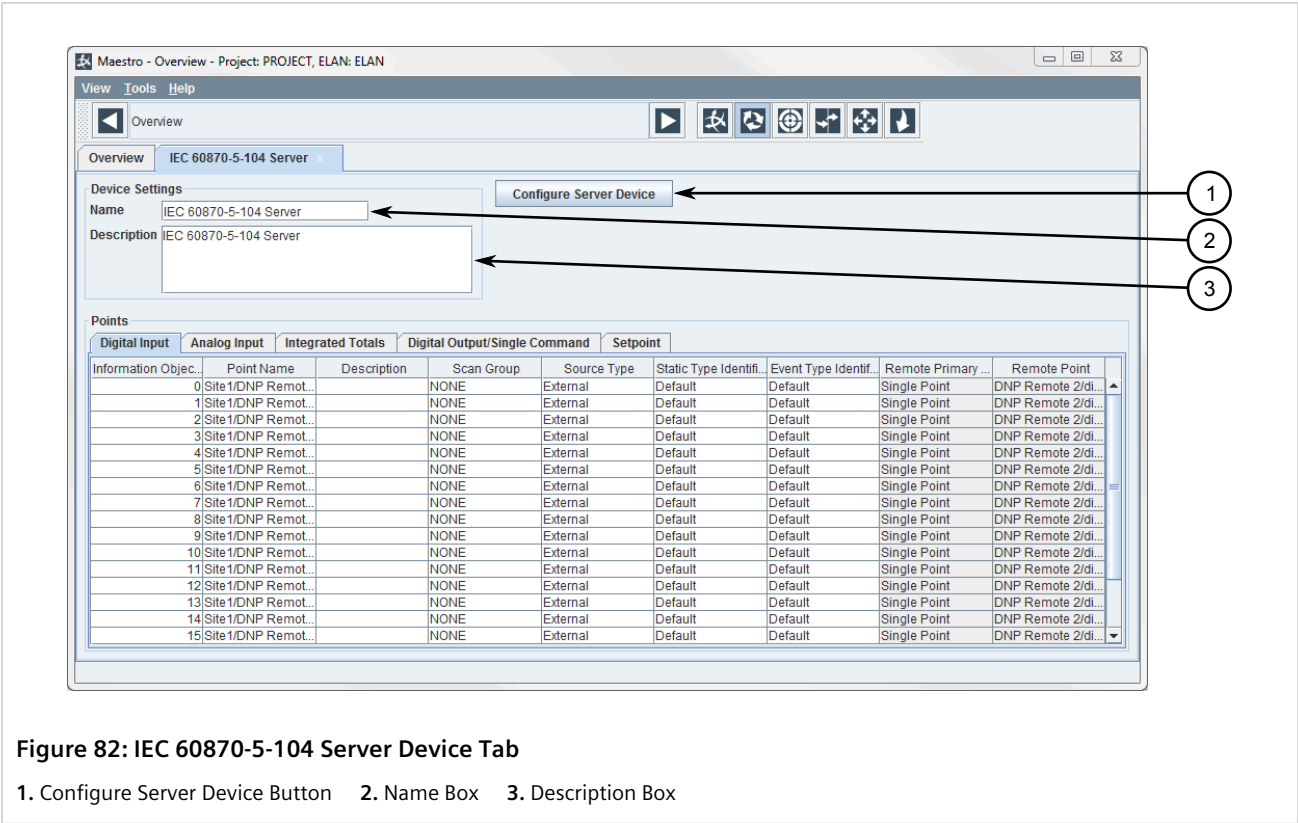 Maestro - Overview - Project: PROJECT, ELAN: ELAN
View Tools Help
Overview
Overview IEC 60870-5-104 Server x
Device Settings
Configure Server Device
1
Name IEC 60870-5-104 Server
2
Description IEC 60870-5-104 Server
3
Points
Digital Input Analog Input Integrated Totals Digital Output/Single Command Setpoint
Information Objec... Point Name Description Scan Group Source Type Static Type Identifi... Event Type Identif... Remote Primary ... Remote Point
0 Site1/DNP Remot... NONE External Default Default Single Point DNP Remote 2/di...
1 Site1/DNP Remot... NONE External Default Default Single Point DNP Remote 2/di...
2 Site1/DNP Remot... NONE External Default Default Single Point DNP Remote 2/di...
3 Site1/DNP Remot... NONE External Default Default Single Point DNP Remote 2/di...
4 Site1/DNP Remot... NONE External Default Default Single Point DNP Remote 2/di...
5 Site1/DNP Remot... NONE External Default Default Single Point DNP Remote 2/di...
6 Site1/DNP Remot... NONE External Default Default Single Point DNP Remote 2/di...
7 Site1/DNP Remot... NONE External Default Default Single Point DNP Remote 2/di...
8 Site1/DNP Remot... NONE External Default Default Single Point DNP Remote 2/di...
9 Site1/DNP Remot... NONE External Default Default Single Point DNP Remote 2/di...
10 Site1/DNP Remot... NONE External Default Default Single Point DNP Remote 2/di...
11 Site1/DNP Remot... NONE External Default Default Single Point DNP Remote 2/di...
12 Site1/DNP Remot... NONE External Default Default Single Point DNP Remote 2/di...
13 Site1/DNP Remot... NONE External Default Default Single Point DNP Remote 2/di...
14 Site1/DNP Remot... NONE External Default Default Single Point DNP Remote 2/di...
15 Site1/DNP Remot... NONE External Default Default Single Point DNP Remote 2/di...
Figure 82: IEC 60870-5-104 Server Device Tab
1. Configure Server Device Button 2. Name Box 3. Description Box